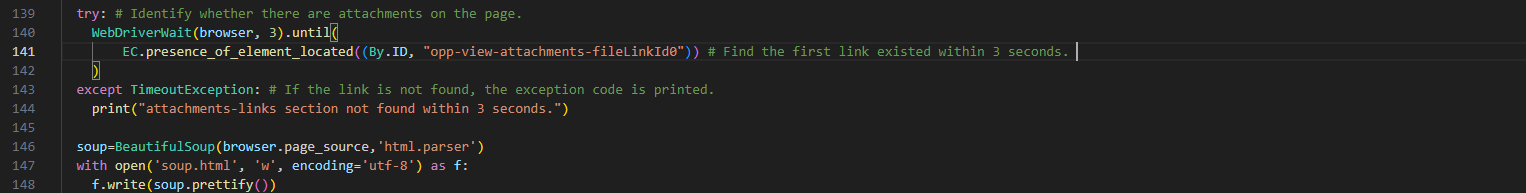 139 try: # Identify whether there are attachments on the page.
140 WebDriverWait(browser, 3).until(
141 EC.presence_of_element_located((By.ID, "opp-view-attachments-fileLinkId0")) # Find the first link existed within 3 seconds.
142 )
143 except TimeoutException: # If the link is not found, the exception code is printed.
144 print("attachments-links section not found within 3 seconds.")
145
146 soup=BeautifulSoup(browser.page_source,'html.parser')
147 with open('soup.html', 'w', encoding='utf-8') as f:
148 f.write(soup.prettify())